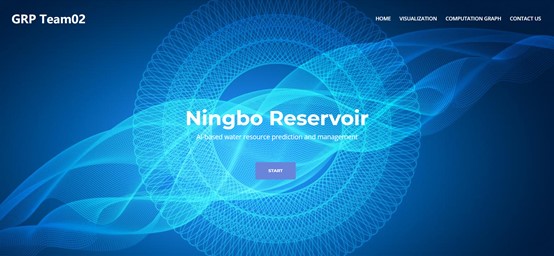 GRP Team02
HOME VISUALIZATION COMPUTATION GRAPH CONTACT US
Ningbo Reservoir
AI-based water resource prediction and management
START